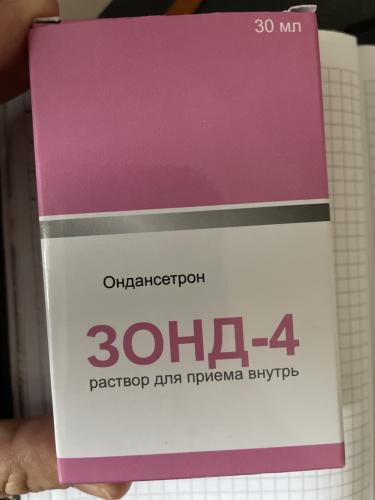 30 мл
Ондансетрон
ЗОНД-4
раствор для приема внутрь